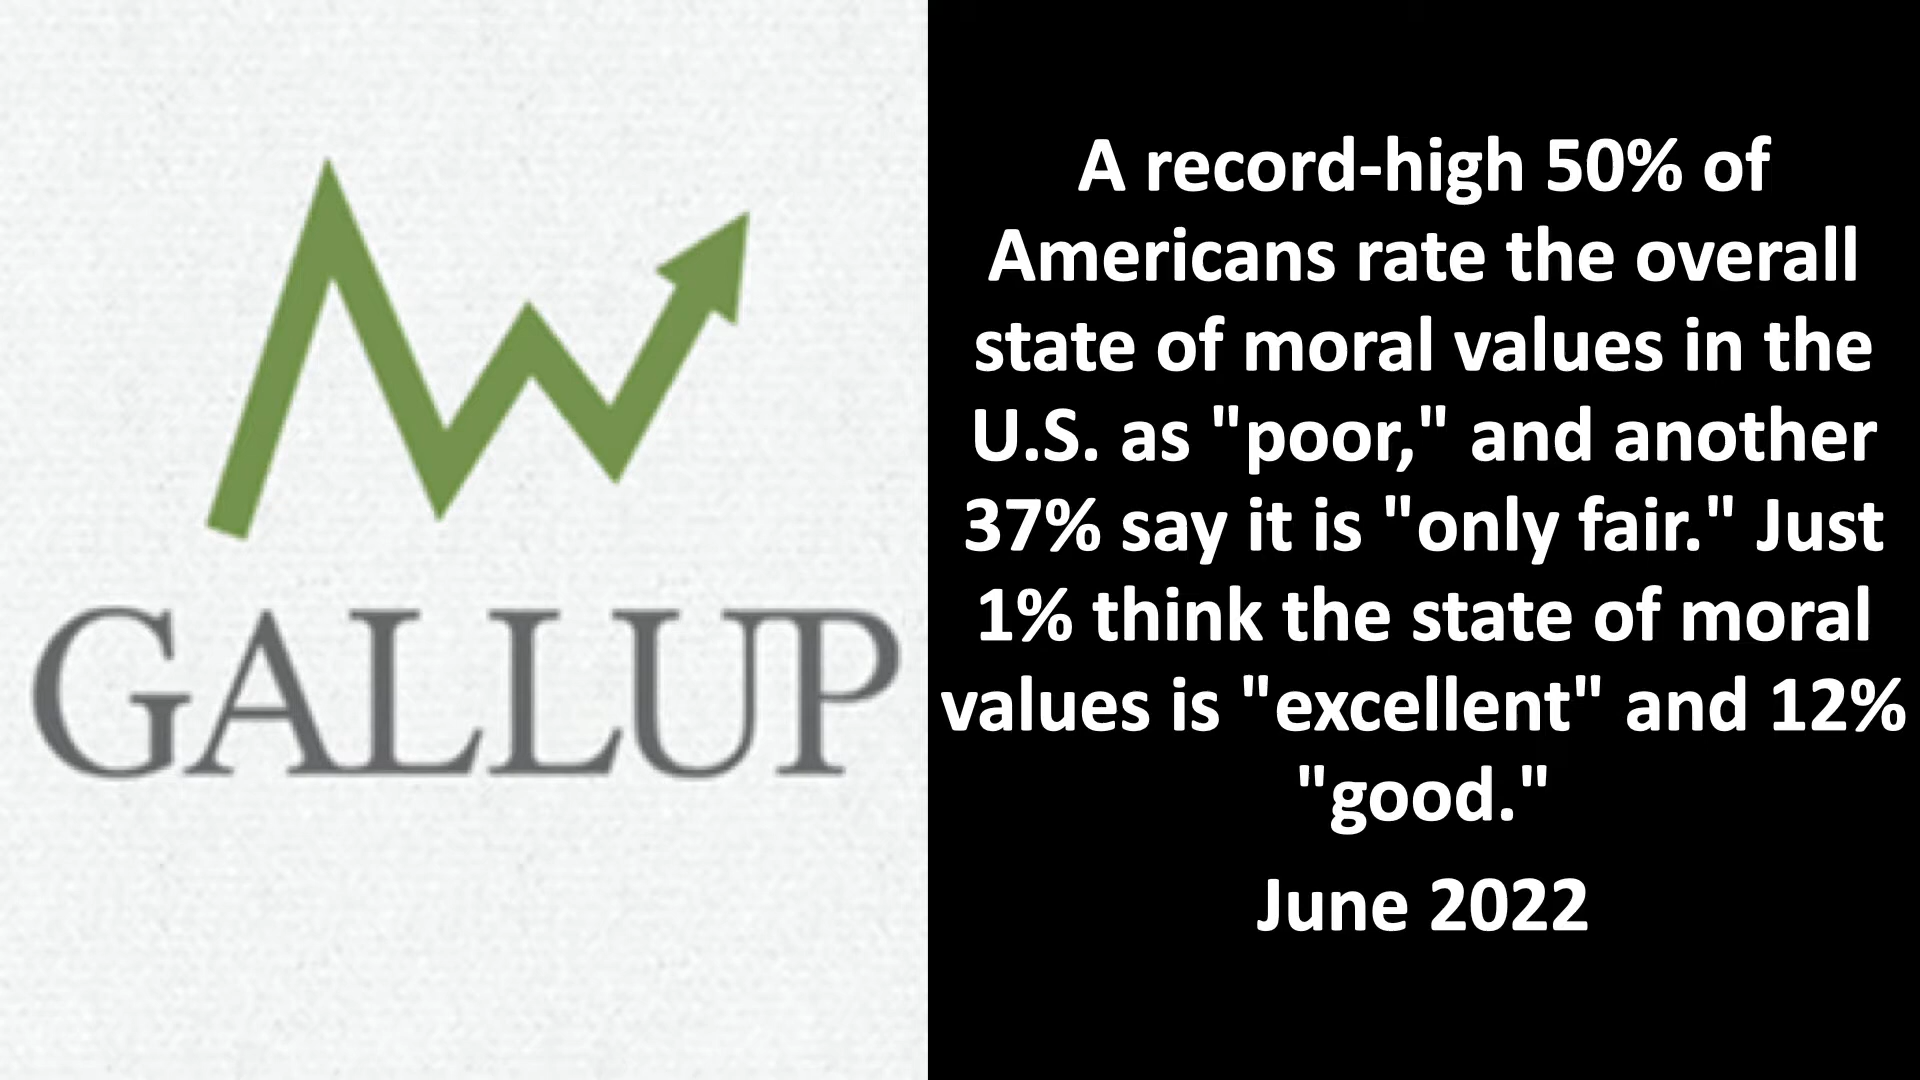 GALLUP
A record-high 50% of
Americans rate the overall
state of moral values in the
U.S. as "poor," and another
37% say it is "only fair." Just
1% think the state of moral
values is "excellent" and 12%
"good."
June 2022